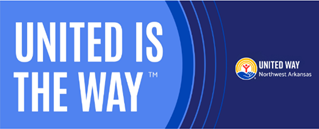 UNITED IS
THE WAY™
UNITED WAY
Northwest Arkansas